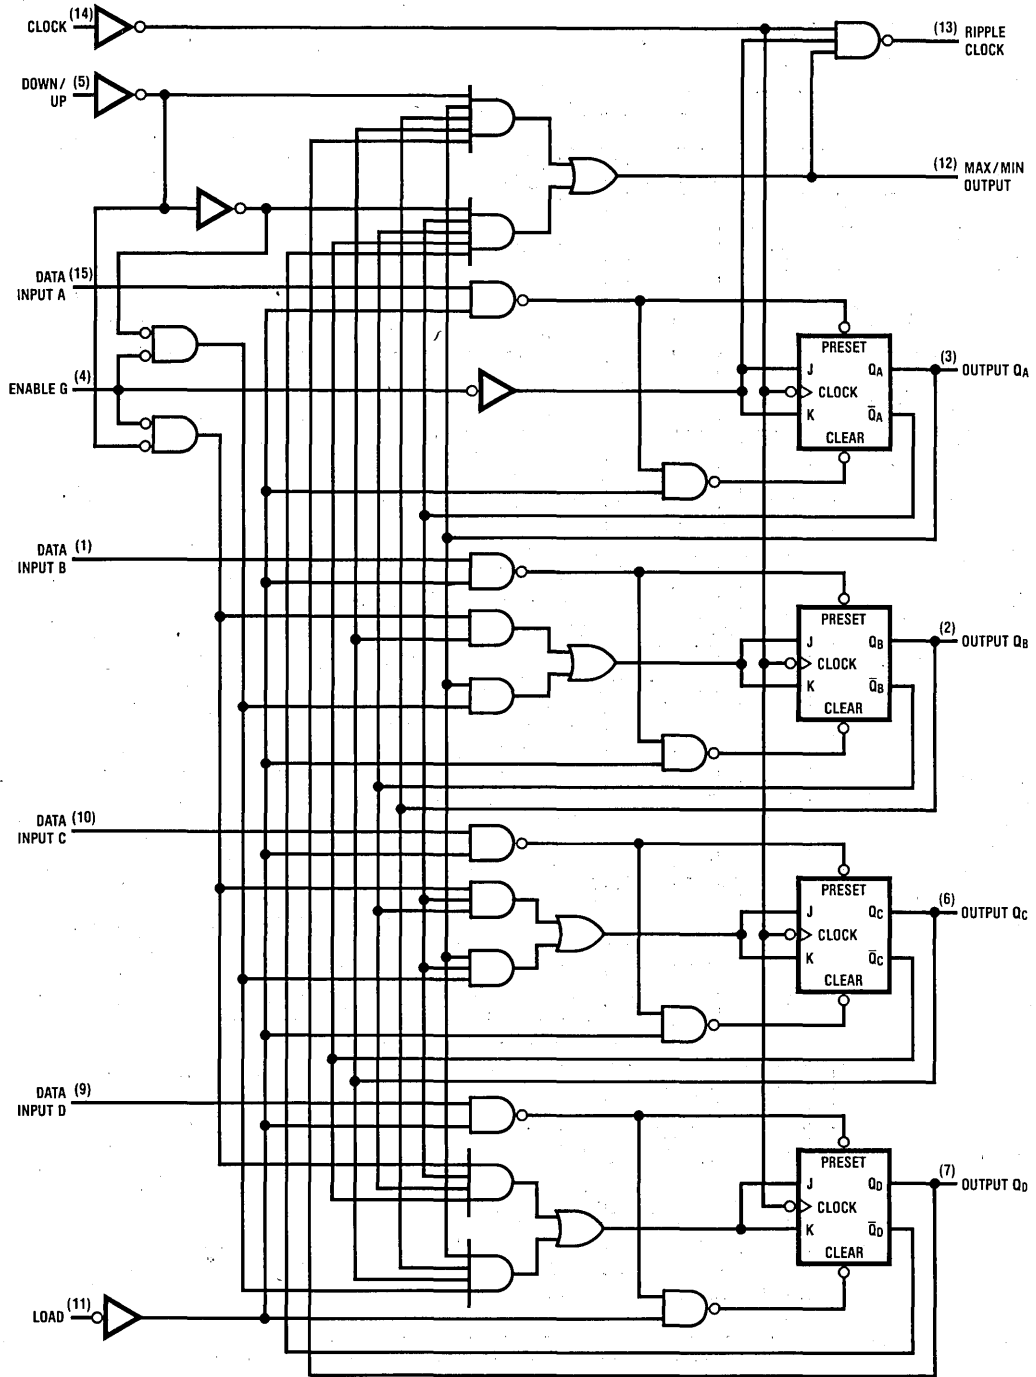 CLOCK (14)
(13) RIPPLE
CLOCK
DOWN/ (5)
UP
(12) MAX/MIN
OUTPUT
DATA (15)
INPUT A
PRESET
J QA
(3) OUTPUT QA
CLOCK
K Q̄A
CLEAR
ENABLE G (4)
DATA (1)
INPUT B
PRESET
J QB
(2) OUTPUT QB
CLOCK
K Q̄B
CLEAR
DATA (10)
INPUT C
PRESET
J QC
(6) OUTPUT QC
CLOCK
K Q̄C
CLEAR
DATA (9)
INPUT D
PRESET
J QD
(7) OUTPUT QD
CLOCK
K Q̄D
CLEAR
LOAD (11)